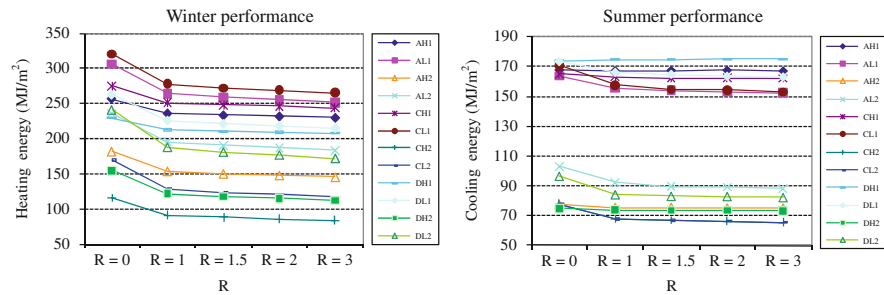 Winter performance
Heating energy (MJ/m²)
350
300
250
200
150
100
50
R = 0
R = 1
R = 1.5
R = 2
R = 3
R
AH1
AL1
AH2
AL2
CH1
CL1
CH2
CL2
DH1
DL1
DH2
DL2
Summer performance
Cooling energy (MJ/m²)
190
170
150
130
110
90
70
50
R = 0
R = 1
R = 1.5
R = 2
R = 3
R
AH1
AL1
AH2
AL2
CH1
CL1
CH2
CL2
DH1
DL1
DH2
DL2